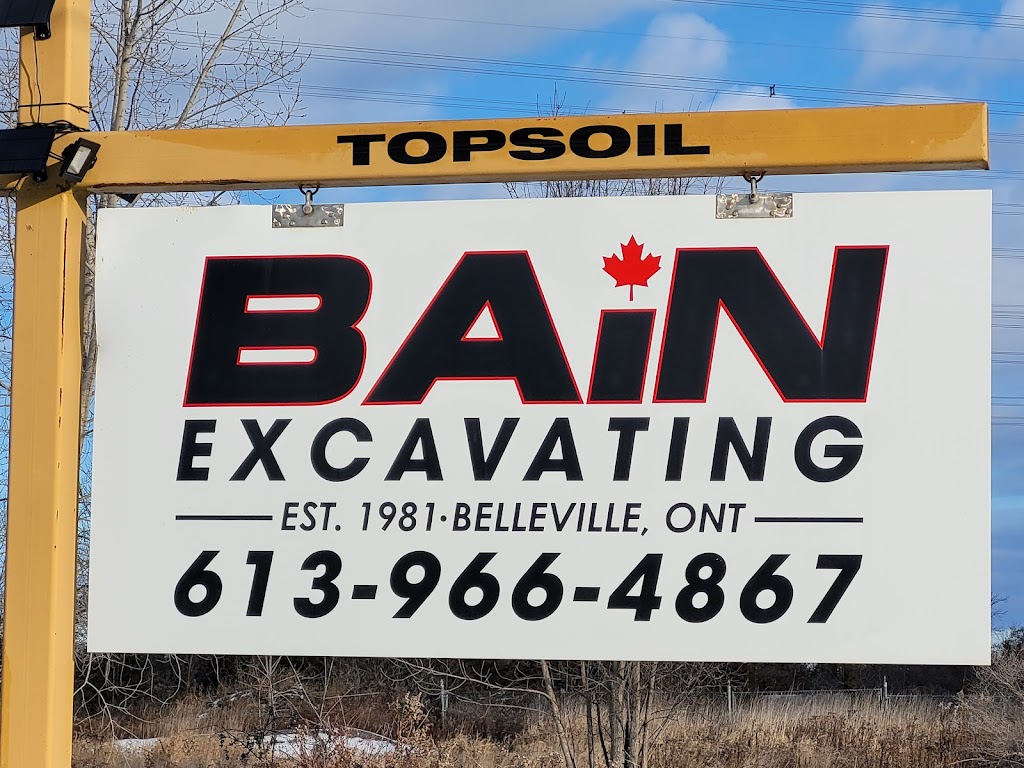 TOPSOIL
BAiN
EXCAVATING
EST. 1981·BELLEVILLE, ONT
613-966-4867